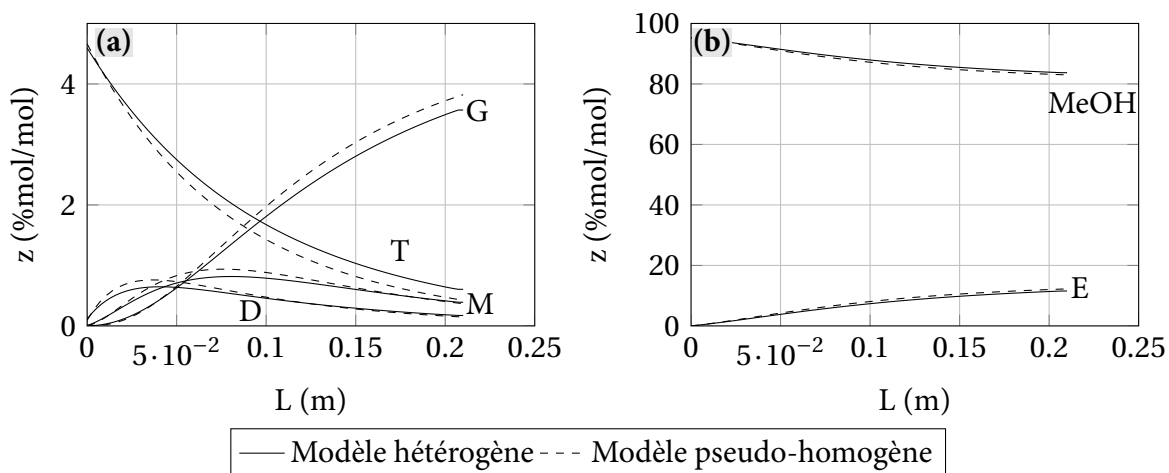 (a)
z (%mol/mol)
4
2
0
G
T
D
M
0 5·10⁻² 0.1 0.15 0.2 0.25
L (m)
(b)
z (%mol/mol)
100
80
60
40
20
0
MeOH
E
0 5·10⁻² 0.1 0.15 0.2 0.25
L (m)
Modèle hétérogène Modèle pseudo-homogène